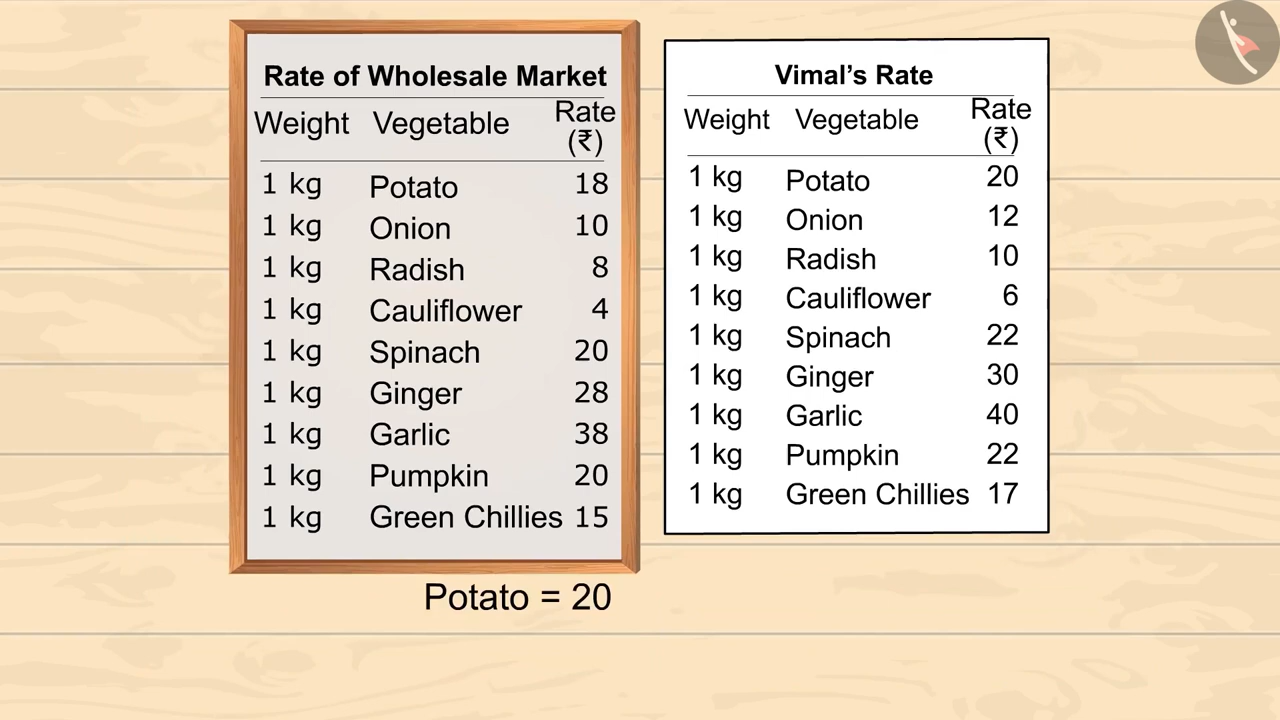 Rate of Wholesale Market
Weight Vegetable Rate (₹)
1 kg Potato 18
1 kg Onion 10
1 kg Radish 8
1 kg Cauliflower 4
1 kg Spinach 20
1 kg Ginger 28
1 kg Garlic 38
1 kg Pumpkin 20
1 kg Green Chillies 15
Vimal’s Rate
Weight Vegetable Rate (₹)
1 kg Potato 20
1 kg Onion 12
1 kg Radish 10
1 kg Cauliflower 6
1 kg Spinach 22
1 kg Ginger 30
1 kg Garlic 40
1 kg Pumpkin 22
1 kg Green Chillies 17
Potato = 20